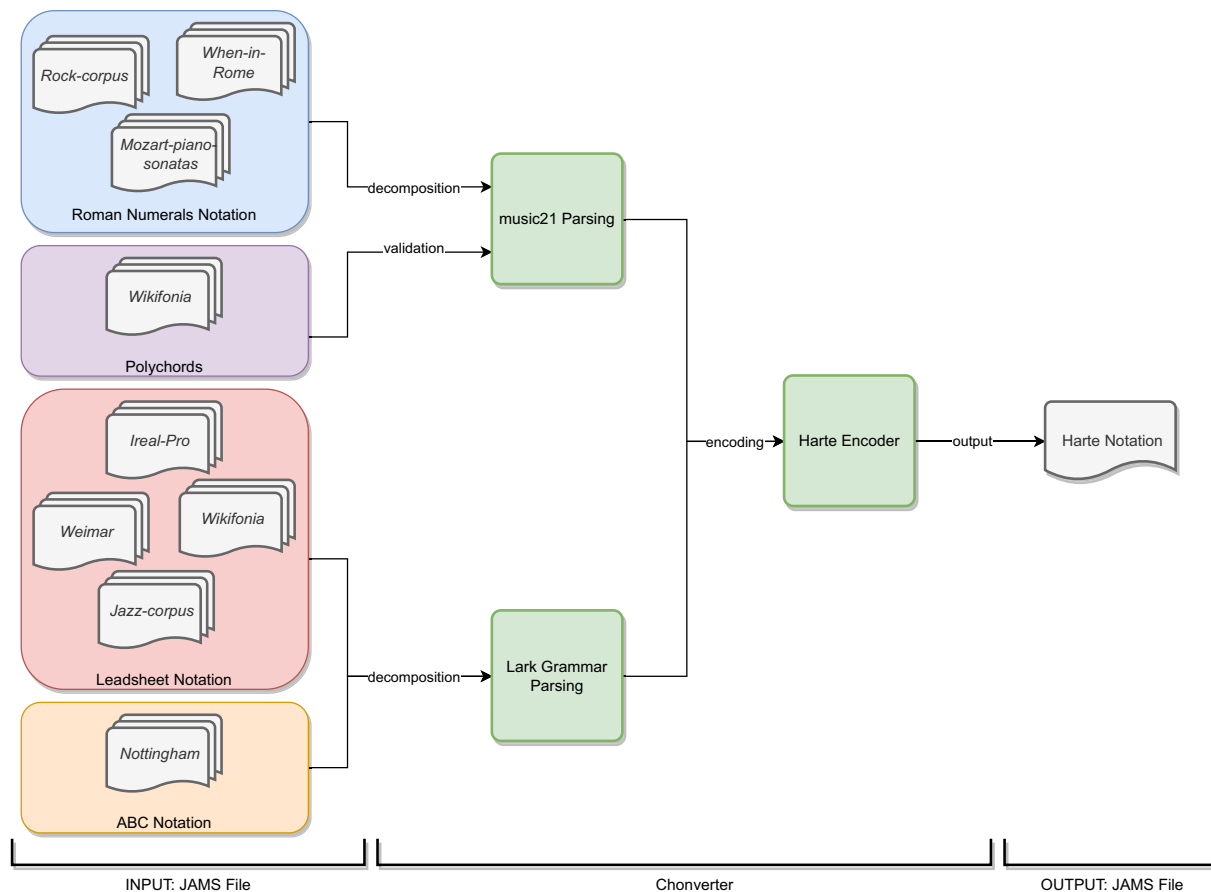 Rock-corpus
When-in-
Rome
Mozart-piano-
sonatas
Roman Numerals Notation
decomposition
validation
music21 Parsing
Wikifonia
Polychords
Ireal-Pro
Weimar
Wikifonia
Jazz-corpus
Leadsheet Notation
decomposition
Lark Grammar
Parsing
encoding
Harte Encoder
output
Harte Notation
Nottingham
ABC Notation
INPUT: JAMS File
Chonverter
OUTPUT: JAMS File